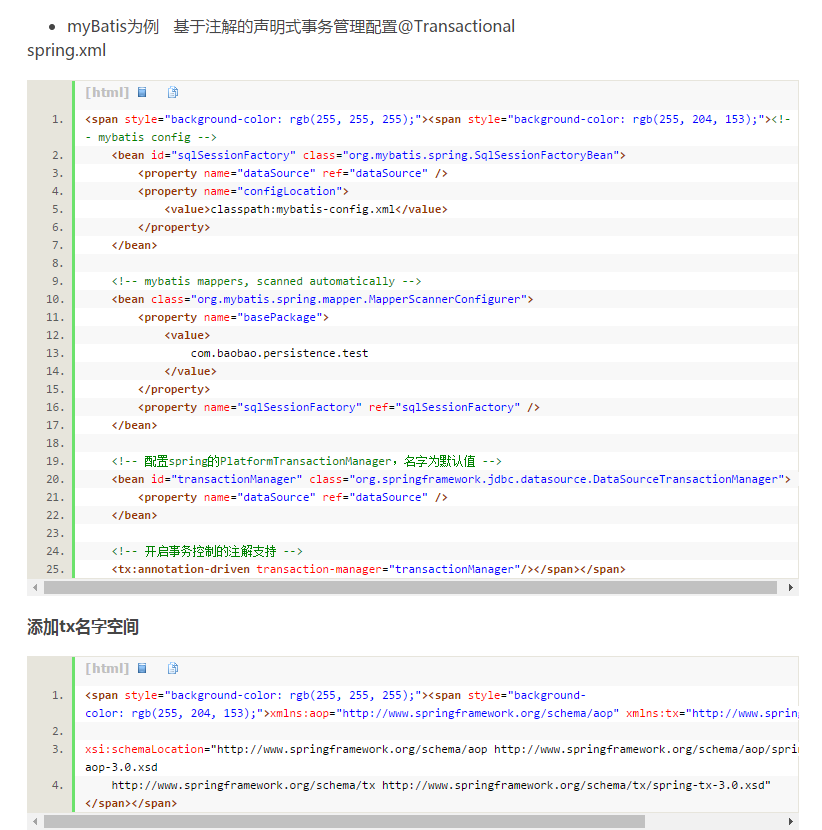 • myBatis为例 基于注解的声明式事务管理配置@Transactional
spring.xml
[html]
1. <span style="background-color: rgb(255, 255, 255);"><span style="background-color: rgb(255, 204, 153);"><!-
- mybatis config -->
2. <bean id="sqlSessionFactory" class="org.mybatis.spring.SqlSessionFactoryBean">
3. <property name="dataSource" ref="dataSource" />
4. <property name="configLocation">
5. <value>classpath:mybatis-config.xml</value>
6. </property>
7. </bean>
8.
9. <!-- mybatis mappers, scanned automatically -->
10. <bean class="org.mybatis.spring.mapper.MapperScannerConfigurer">
11. <property name="basePackage">
12. <value>
13. com.baobao.persistence.test
14. </value>
15. </property>
16. <property name="sqlSessionFactory" ref="sqlSessionFactory" />
17. </bean>
18.
19. <!-- 配置spring的PlatformTransactionManager，名字为默认值 -->
20. <bean id="transactionManager" class="org.springframework.jdbc.datasource.DataSourceTransactionManager">
21. <property name="dataSource" ref="dataSource" />
22. </bean>
23.
24. <!-- 开启事务控制的注解支持 -->
25. <tx:annotation-driven transaction-manager="transactionManager"/></span></span>
添加tx名字空间
[html]
1. <span style="background-color: rgb(255, 255, 255);"><span style="background-
color: rgb(255, 204, 153);">xmlns:aop="http://www.springframework.org/schema/aop" xmlns:tx="http://www.spring
2.
3. xsi:schemaLocation="http://www.springframework.org/schema/aop http://www.springframework.org/schema/aop/spri
aop-3.0.xsd
4. http://www.springframework.org/schema/tx http://www.springframework.org/schema/tx/spring-tx-3.0.xsd"
</span></span>